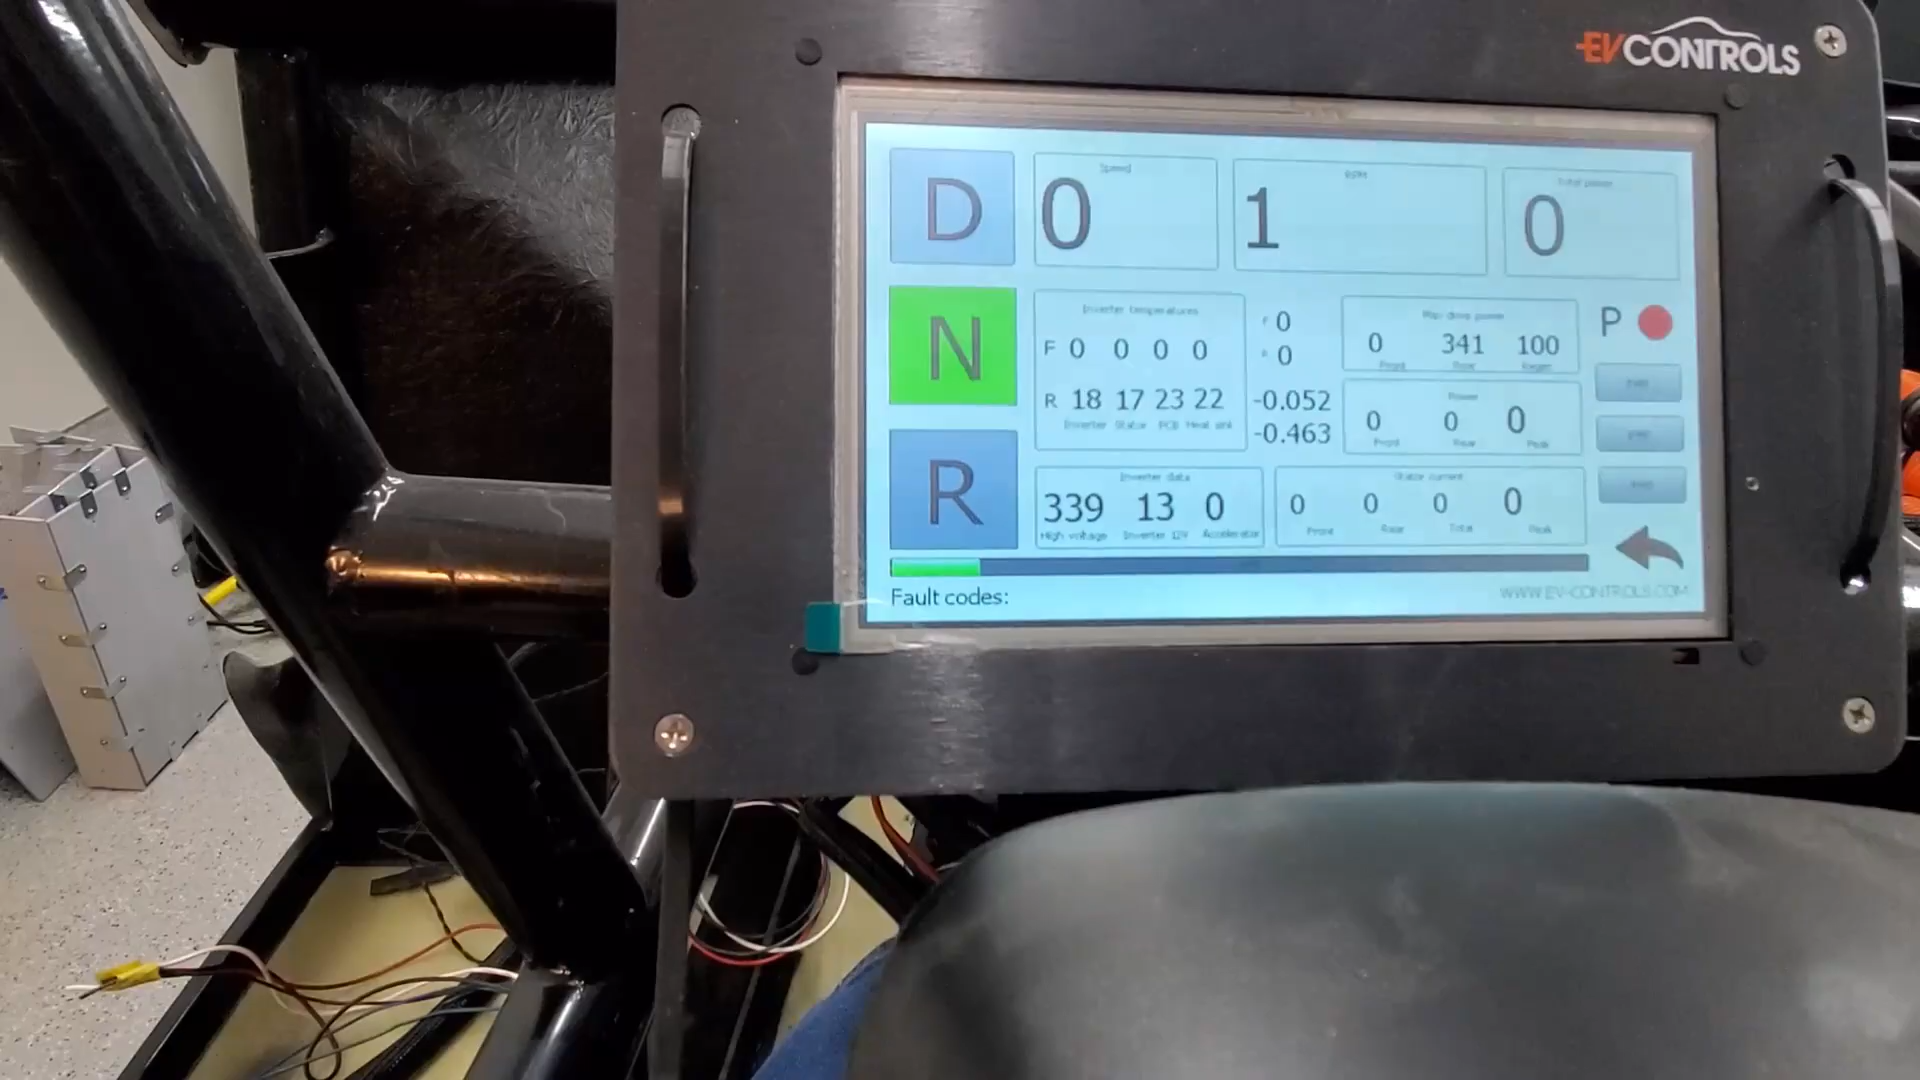 EVCONTROLS
D
Speed
0
RPM
1
Total power
0
N
Inverter temperatures
F 0 0 0 0
R 18 17 23 22
Inverter Stator PCB Heat sink
F 0
R 0
-0.052
-0.463
Max drive power
0 341 100
Front Rear Regen
Power
0 0 0
Front Rear Peak
P
R
Inverter data
339 13 0
High voltage Inverter 12V Accelerator
Stator current
0 0 0 0
Front Rear Total Peak
Fault codes:
WWW.EV-CONTROLS.COM